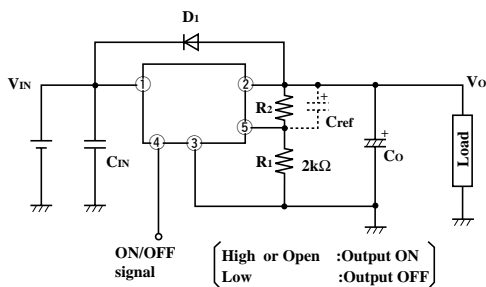 D1
VIN
VO
1
2
R2
+
Cref
5
4
3
CIN
R1
2kΩ
+
CO
Load
ON/OFF
signal
High or Open :Output ON
Low :Output OFF